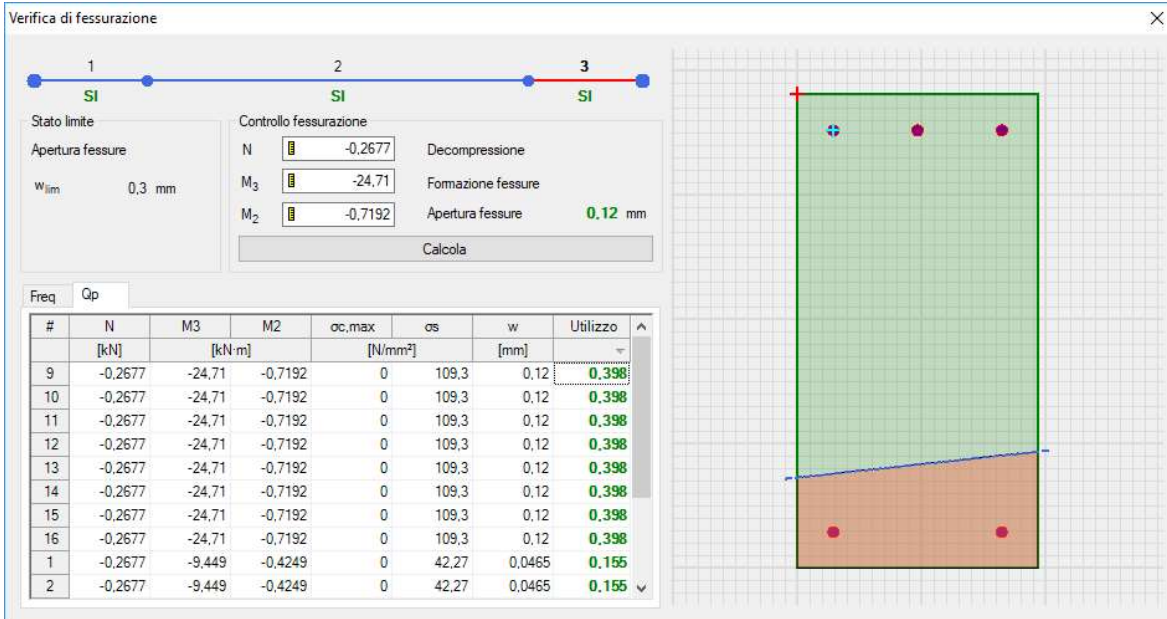 Verifica di fessurazione
1 2 3
SI SI SI
Stato limite Controllo fessurazione
Apertura fessure N -0,2677 Decompressione
wlim 0,3 mm M3 -24,71 Formazione fessure
M2 -0,7192 Apertura fessure 0,12 mm
Calcola
Freq Qp
# N M3 M2 σc,max σs w Utilizzo
[kN] [kN·m] [N/mm²] [mm]
9 -0,2677 -24,71 -0,7192 0 109,3 0,12 0,398
10 -0,2677 -24,71 -0,7192 0 109,3 0,12 0,398
11 -0,2677 -24,71 -0,7192 0 109,3 0,12 0,398
12 -0,2677 -24,71 -0,7192 0 109,3 0,12 0,398
13 -0,2677 -24,71 -0,7192 0 109,3 0,12 0,398
14 -0,2677 -24,71 -0,7192 0 109,3 0,12 0,398
15 -0,2677 -24,71 -0,7192 0 109,3 0,12 0,398
16 -0,2677 -24,71 -0,7192 0 109,3 0,12 0,398
1 -0,2677 -9,449 -0,4249 0 42,27 0,0465 0,155
2 -0,2677 -9,449 -0,4249 0 42,27 0,0465 0,155